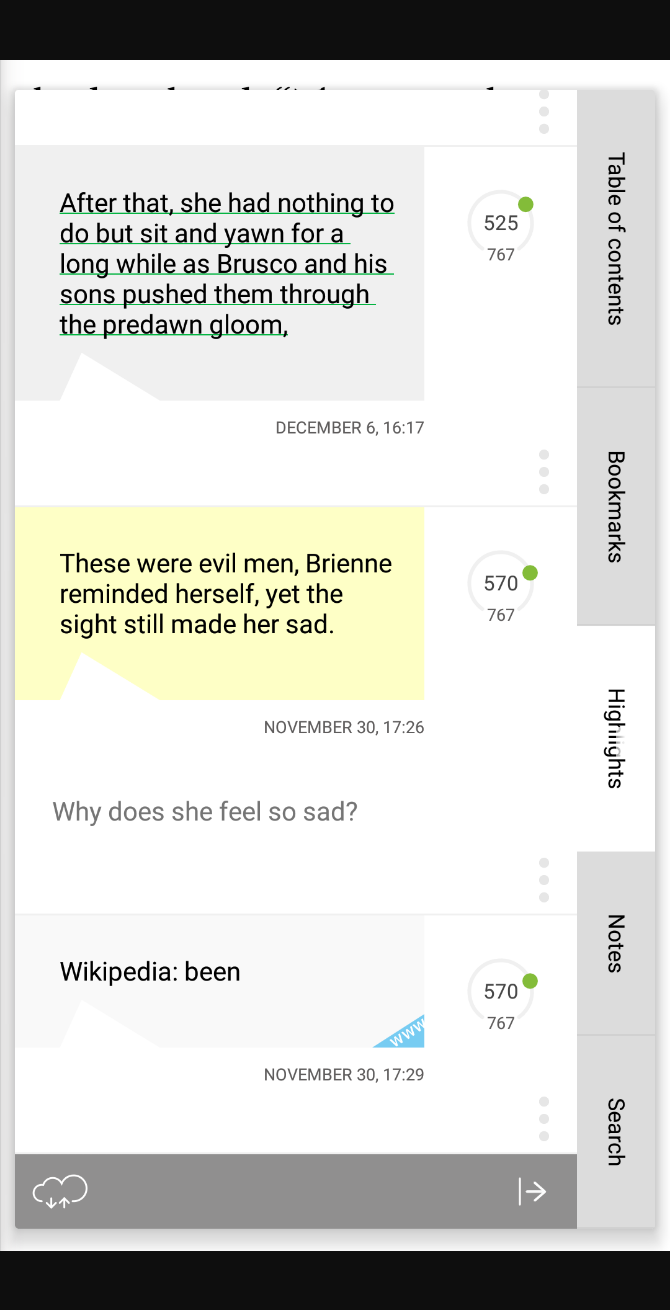 After that, she had nothing to
do but sit and yawn for a
long while as Brusco and his
sons pushed them through
the predawn gloom,
525
767
DECEMBER 6, 16:17
These were evil men, Brienne
reminded herself, yet the
sight still made her sad.
570
767
NOVEMBER 30, 17:26
Why does she feel so sad?
Wikipedia: been
www
570
767
NOVEMBER 30, 17:29
Table of contents
Bookmarks
Highlights
Notes
Search